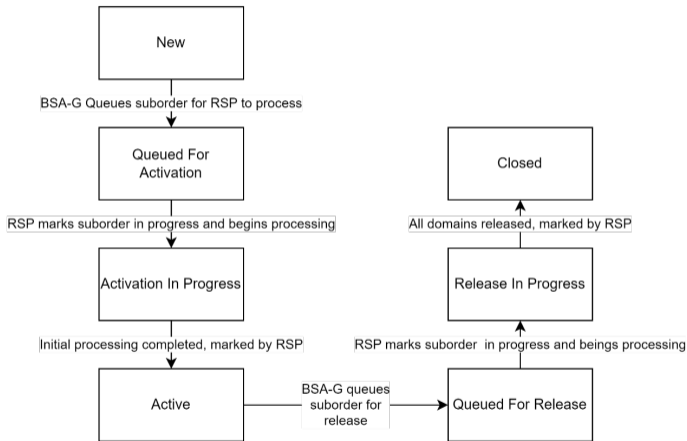 New
BSA-G Queues suborder for RSP to process
Queued For
Activation
RSP marks suborder in progress and begins processing
Activation In Progress
Initial processing completed, marked by RSP
Active
BSA-G queues
suborder for
release
Queued For Release
RSP marks suborder in progress and beings processing
Release In Progress
All domains released, marked by RSP
Closed